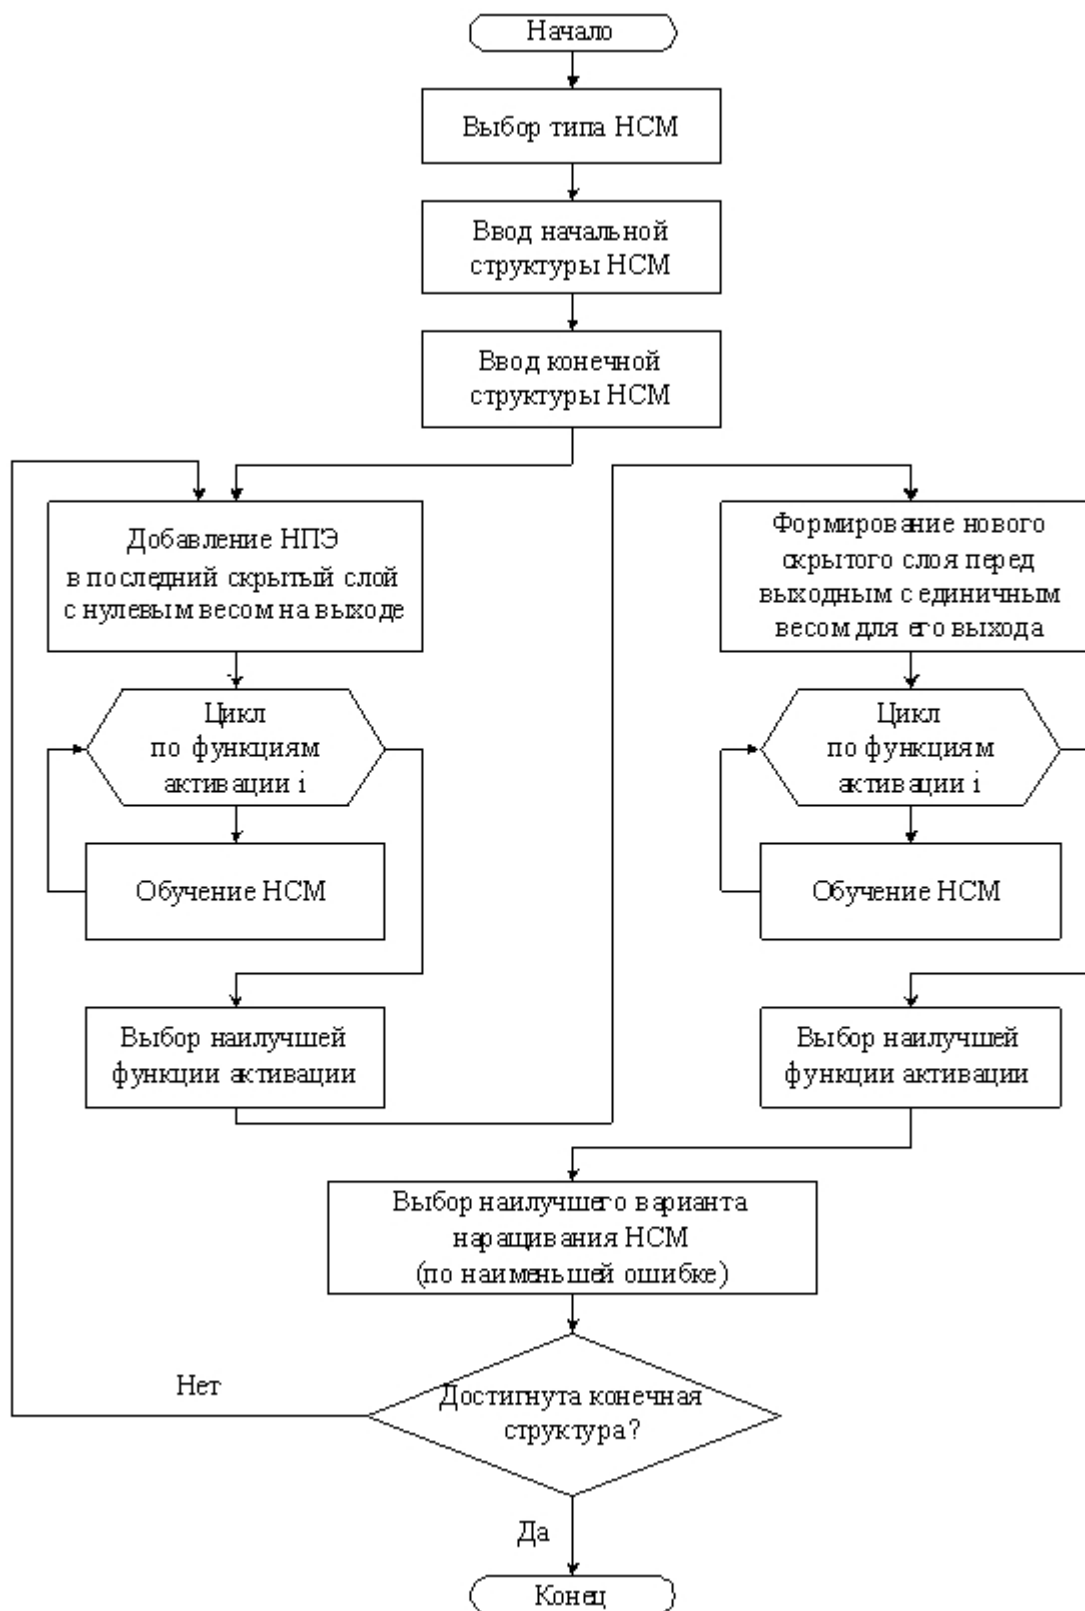 Начало
Выбор типа НСМ
Ввод начальной
структуры НСМ
Ввод конечной
структуры НСМ
Добавление НПЭ
в последний скрытый слой
с нулевым весом на выходе
Цикл
по функциям
активации i
Обучение НСМ
Выбор наилучшей
функции активации
Формирование нового
скрытого слоя перед
выходным с единичным
весом для его выхода
Цикл
по функциям
активации i
Обучение НСМ
Выбор наилучшей
функции активации
Выбор наилучшего варианта
наращивания НСМ
(по наименьшей ошибке)
Достигнута конечная
структура?
Нет
Да
Конец